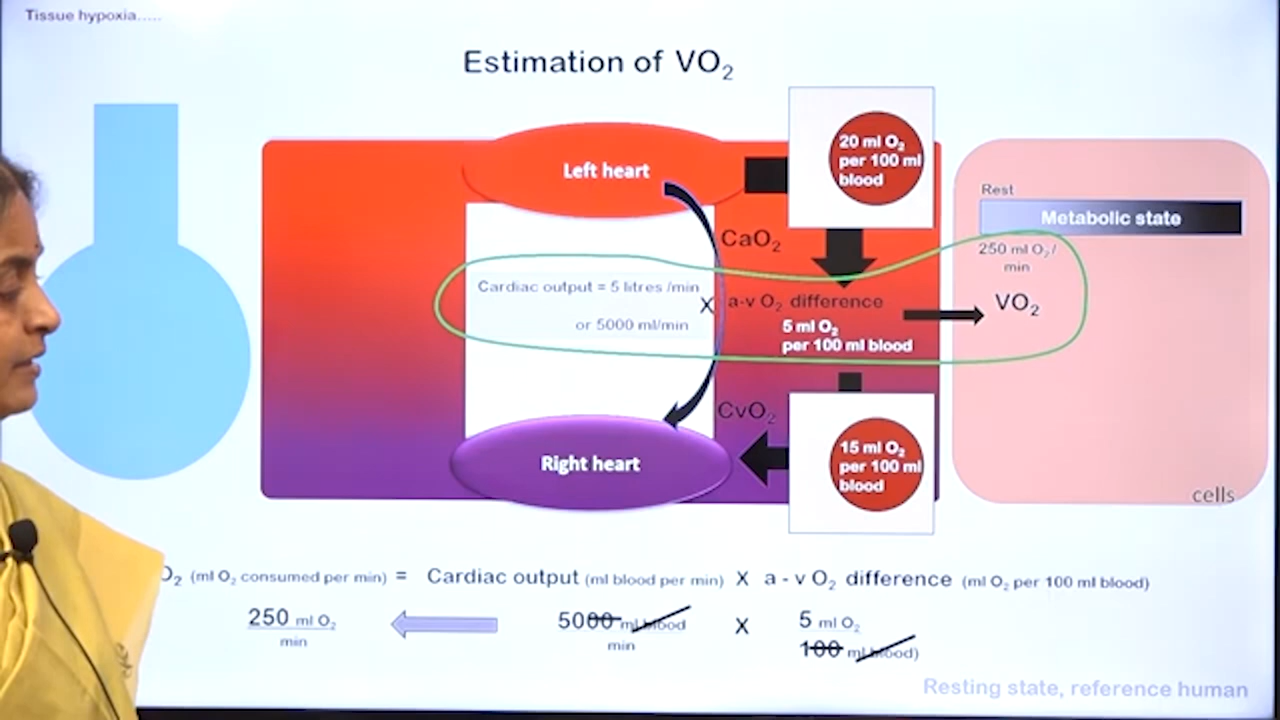 Tissue hypoxia.....
Estimation of VO₂
Left heart
20 ml O₂
per 100 ml
blood
CaO₂
Rest
Metabolic state
250 ml O₂/
min
Cardiac output = 5 litres /min
or 5000 ml/min
X
a-v O₂ difference
5 ml O₂
per 100 ml blood
VO₂
CvO₂
Right heart
15 ml O₂
per 100 ml
blood
cells
O₂ (ml O₂ consumed per min) = Cardiac output (ml blood per min) X a - v O₂ difference (ml O₂ per 100 ml blood)
250 ml O₂
min
5000 ml blood
min
X
5 ml O₂
100 ml blood)
Resting state, reference human